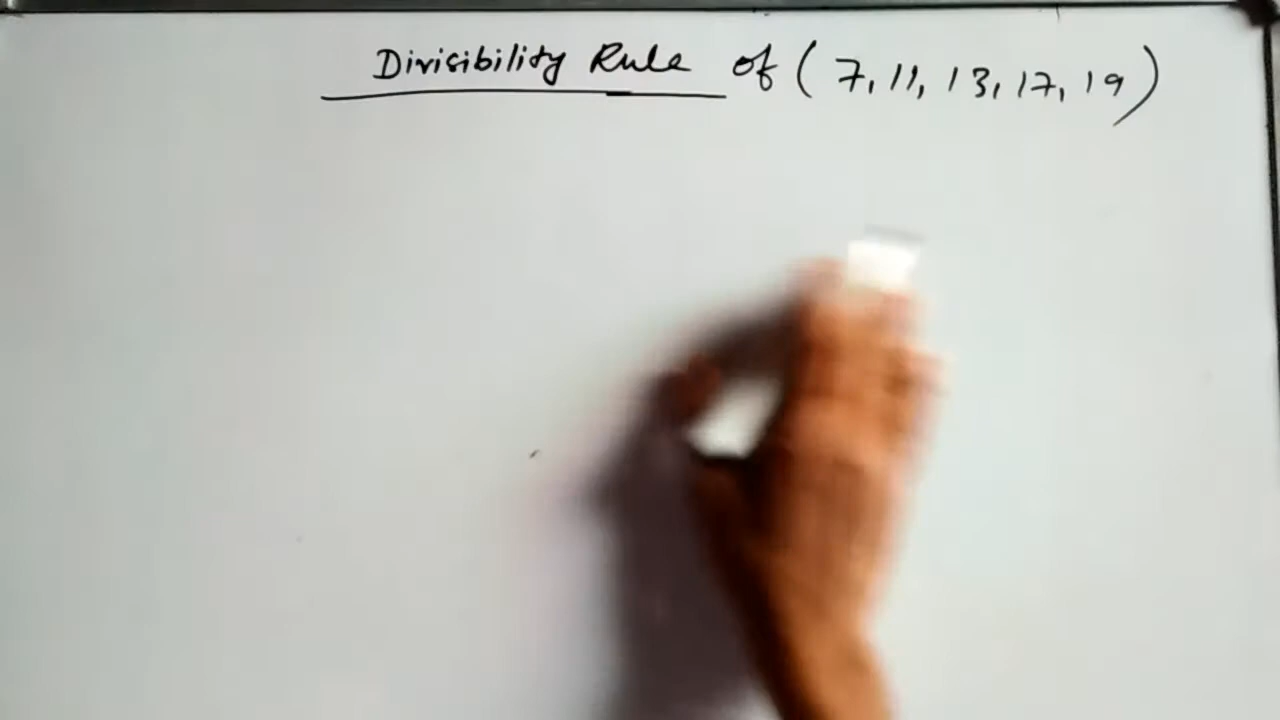 Divisibility Rule of (7, 11, 13, 17, 19)